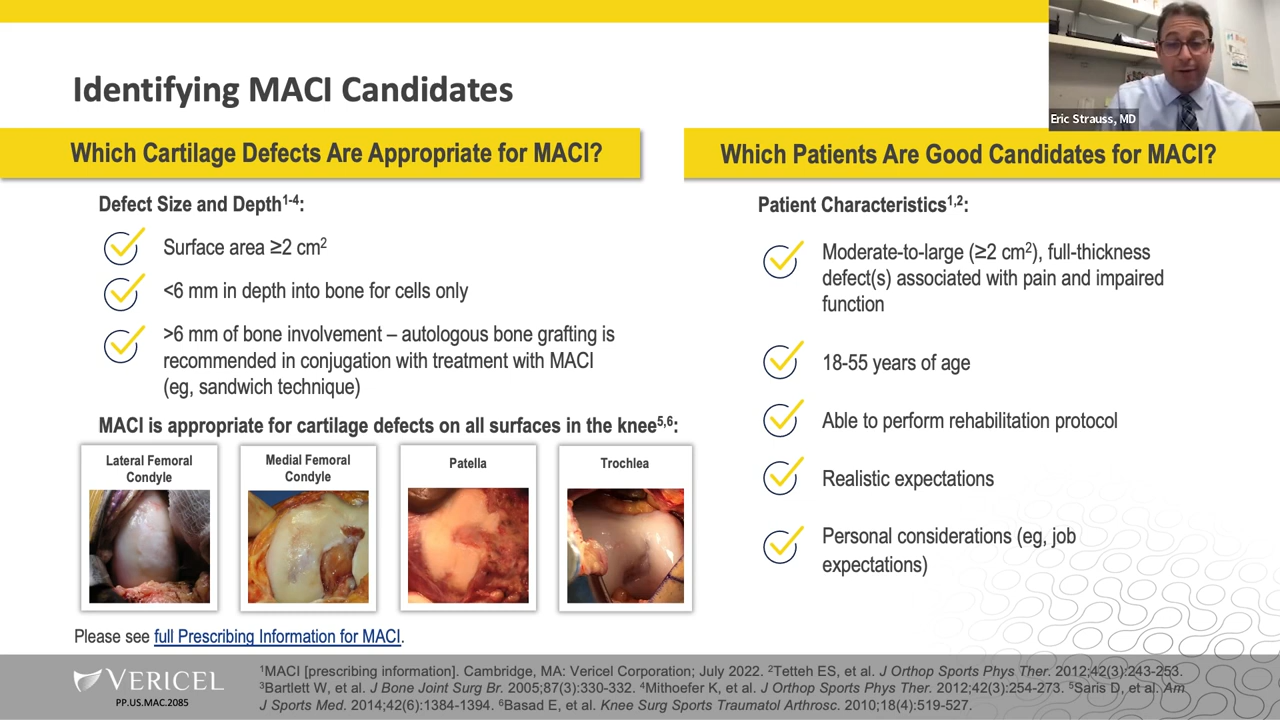 Eric Strauss, MD
Identifying MACI Candidates
Which Cartilage Defects Are Appropriate for MACI?
Defect Size and Depth¹⁻⁴:
Surface area ≥2 cm²
<6 mm in depth into bone for cells only
>6 mm of bone involvement – autologous bone grafting is
recommended in conjugation with treatment with MACI
(eg, sandwich technique)
MACI is appropriate for cartilage defects on all surfaces in the knee⁵,⁶:
Lateral Femoral
Condyle
Medial Femoral
Condyle
Patella
Trochlea
Please see full Prescribing Information for MACI.
Which Patients Are Good Candidates for MACI?
Patient Characteristics¹,²:
Moderate-to-large (≥2 cm²), full-thickness
defect(s) associated with pain and impaired
function
18-55 years of age
Able to perform rehabilitation protocol
Realistic expectations
Personal considerations (eg, job
expectations)
VERICEL
PP.US.MAC.2085
¹MACI [prescribing information]. Cambridge, MA: Vericel Corporation; July 2022. ²Tetteh ES, et al. J Orthop Sports Phys Ther. 2012;42(3):243-253.
³Bartlett W, et al. J Bone Joint Surg Br. 2005;87(3):330-332. ⁴Mithoefer K, et al. J Orthop Sports Phys Ther. 2012;42(3):254-273. ⁵Saris D, et al. Am
J Sports Med. 2014;42(6):1384-1394. ⁶Basad E, et al. Knee Surg Sports Traumatol Arthrosc. 2010;18(4):519-527.